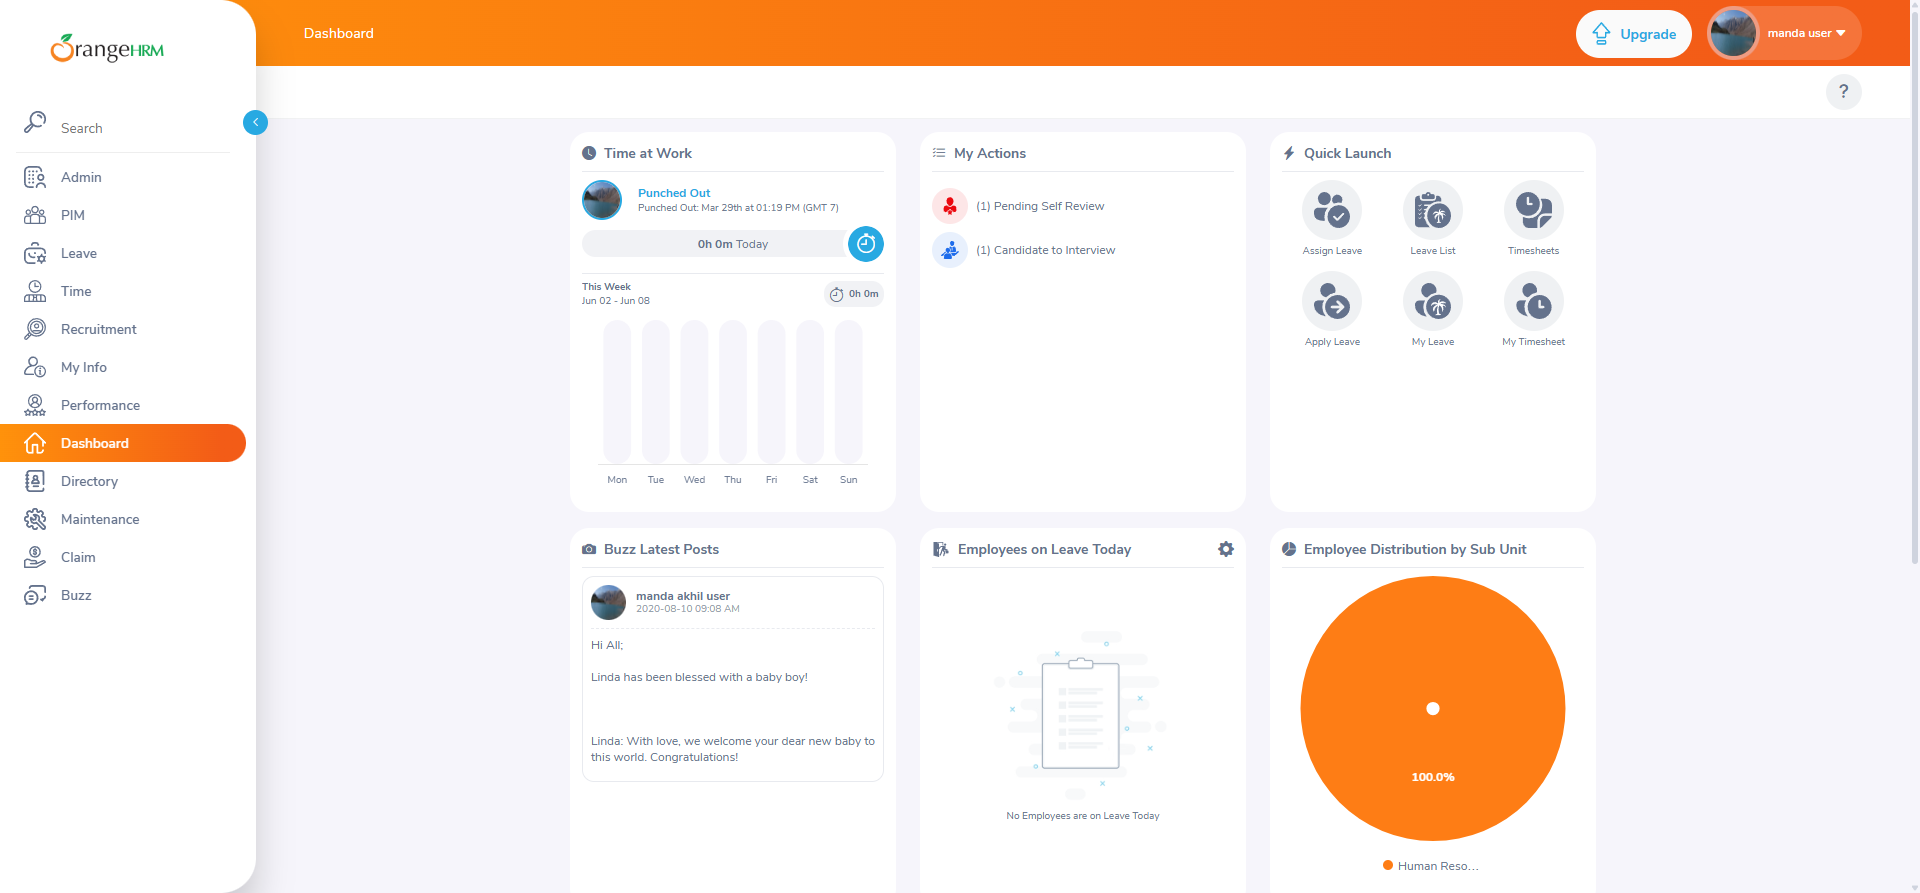 OrangeHRM
Search
Admin
PIM
Leave
Time
Recruitment
My Info
Performance
Dashboard
Directory
Maintenance
Claim
Buzz
Dashboard
Upgrade
manda user
?
Time at Work
Punched Out
Punched Out: Mar 29th at 01:19 PM (GMT 7)
0h 0m Today
This Week
Jun 02 - Jun 08
0h 0m
Mon Tue Wed Thu Fri Sat Sun
My Actions
(1) Pending Self Review
(1) Candidate to Interview
Quick Launch
Assign Leave
Leave List
Timesheets
Apply Leave
My Leave
My Timesheet
Buzz Latest Posts
manda akhil user
2020-08-10 09:08 AM
Hi All;
Linda has been blessed with a baby boy!
Linda: With love, we welcome your dear new baby to
this world. Congratulations!
Employees on Leave Today
No Employees are on Leave Today
Employee Distribution by Sub Unit
100.0%
Human Reso...